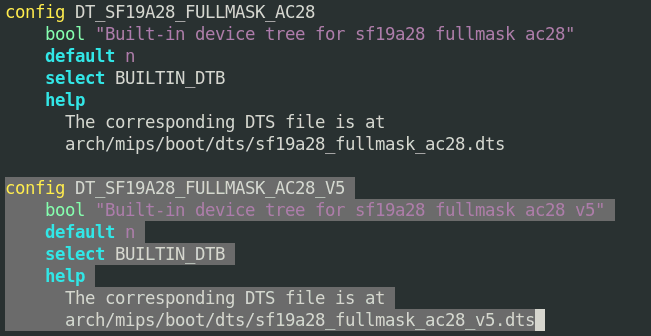 config DT_SF19A28_FULLMASK_AC28
bool "Built-in device tree for sf19a28 fullmask ac28"
default n
select BUILTIN_DTB
help
The corresponding DTS file is at
arch/mips/boot/dts/sf19a28_fullmask_ac28.dts
config DT_SF19A28_FULLMASK_AC28_V5
bool "Built-in device tree for sf19a28 fullmask ac28 v5"
default n
select BUILTIN_DTB
help
The corresponding DTS file is at
arch/mips/boot/dts/sf19a28_fullmask_ac28_v5.dts